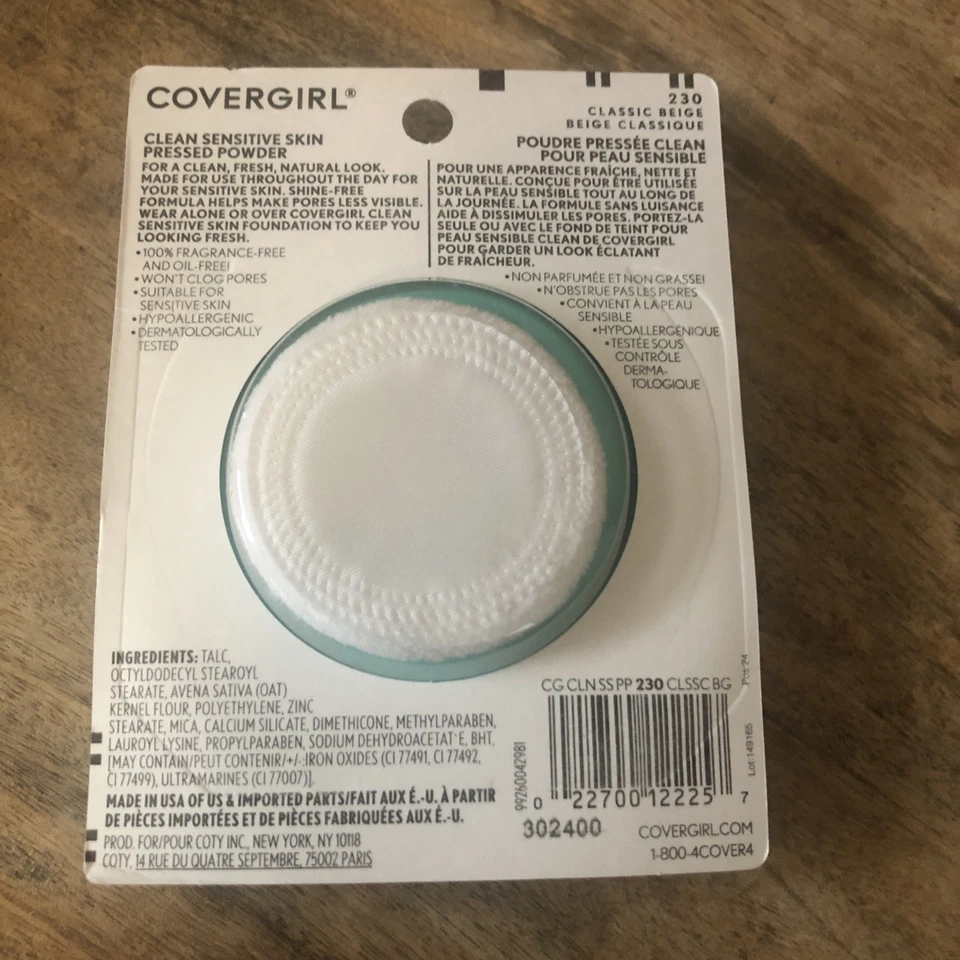 COVERGIRL®
230
CLASSIC BEIGE
BEIGE CLASSIQUE
CLEAN SENSITIVE SKIN
PRESSED POWDER
FOR A CLEAN, FRESH, NATURAL LOOK.
MADE FOR USE THROUGHOUT THE DAY FOR
YOUR SENSITIVE SKIN. SHINE-FREE
FORMULA HELPS MAKE PORES LESS VISIBLE.
WEAR ALONE OR OVER COVERGIRL CLEAN
SENSITIVE SKIN FOUNDATION TO KEEP YOU
LOOKING FRESH.
•100% FRAGRANCE-FREE
AND OIL-FREE!
•WON'T CLOG PORES
•SUITABLE FOR
SENSITIVE SKIN
•HYPOALLERGENIC
•DERMATOLOGICALLY
TESTED
POUDRE PRESSÉE CLEAN
POUR PEAU SENSIBLE
POUR UNE APPARENCE FRAÎCHE, NETTE ET
NATURELLE. CONÇUE POUR ÊTRE UTILISÉE
SUR LA PEAU SENSIBLE TOUT AU LONG DE
LA JOURNÉE. LA FORMULE SANS LUISANCE
AIDE À DISSIMULER LES PORES. PORTEZ-LA
SEULE OU AVEC LE FOND DE TEINT POUR
PEAU SENSIBLE CLEAN DE COVERGIRL
POUR GARDER UN LOOK ÉCLATANT
DE FRAÎCHEUR.
•NON PARFUMÉE ET NON GRASSE!
•N'OBSTRUE PAS LES PORES
•CONVIENT À LA PEAU
SENSIBLE
•HYPOALLERGÉNIQUE
•TESTÉE SOUS
CONTRÔLE
DERMA-
TOLOGIQUE
INGREDIENTS: TALC,
OCTYLDODECYL STEAROYL
STEARATE, AVENA SATIVA (OAT)
KERNEL FLOUR, POLYETHYLENE, ZINC
STEARATE, MICA, CALCIUM SILICATE, DIMETHICONE, METHYLPARABEN,
LAUROYL LYSINE, PROPYLPARABEN, SODIUM DEHYDROACETATE, BHT,
[MAY CONTAIN/PEUT CONTENIR/+/-:IRON OXIDES (CI 77491, CI 77492,
CI 77499), ULTRAMARINES (CI 77007)].
MADE IN USA OF US & IMPORTED PARTS/FAIT AUX É.-U. À PARTIR
DE PIÈCES IMPORTÉES ET DE PIÈCES FABRIQUÉES AUX É.-U.
PROD. FOR/POUR COTY INC., NEW YORK, NY 10118
COTY, 14 RUE DU QUATRE SEPTEMBRE, 75002 PARIS
CG CLN SS PP 230 CLSSC BG
99260042981
0 22700 12225 7
302400
Pos:24
Lot:149165
COVERGIRL.COM
1-800-4COVER4